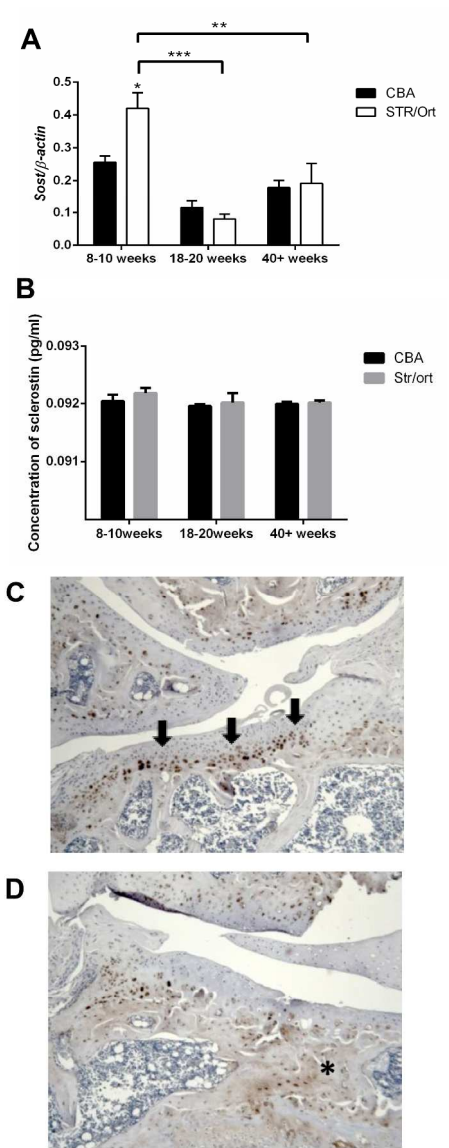 A
**
***
*
CBA
STR/Ort
Sost/β-actin
0.5
0.4
0.3
0.2
0.1
0.0
8-10 weeks 18-20 weeks 40+ weeks
B
Concentration of sclerostin (pg/ml)
0.093
0.092
0.091
CBA
Str/ort
8-10weeks 18-20weeks 40+ weeks
C
D
*